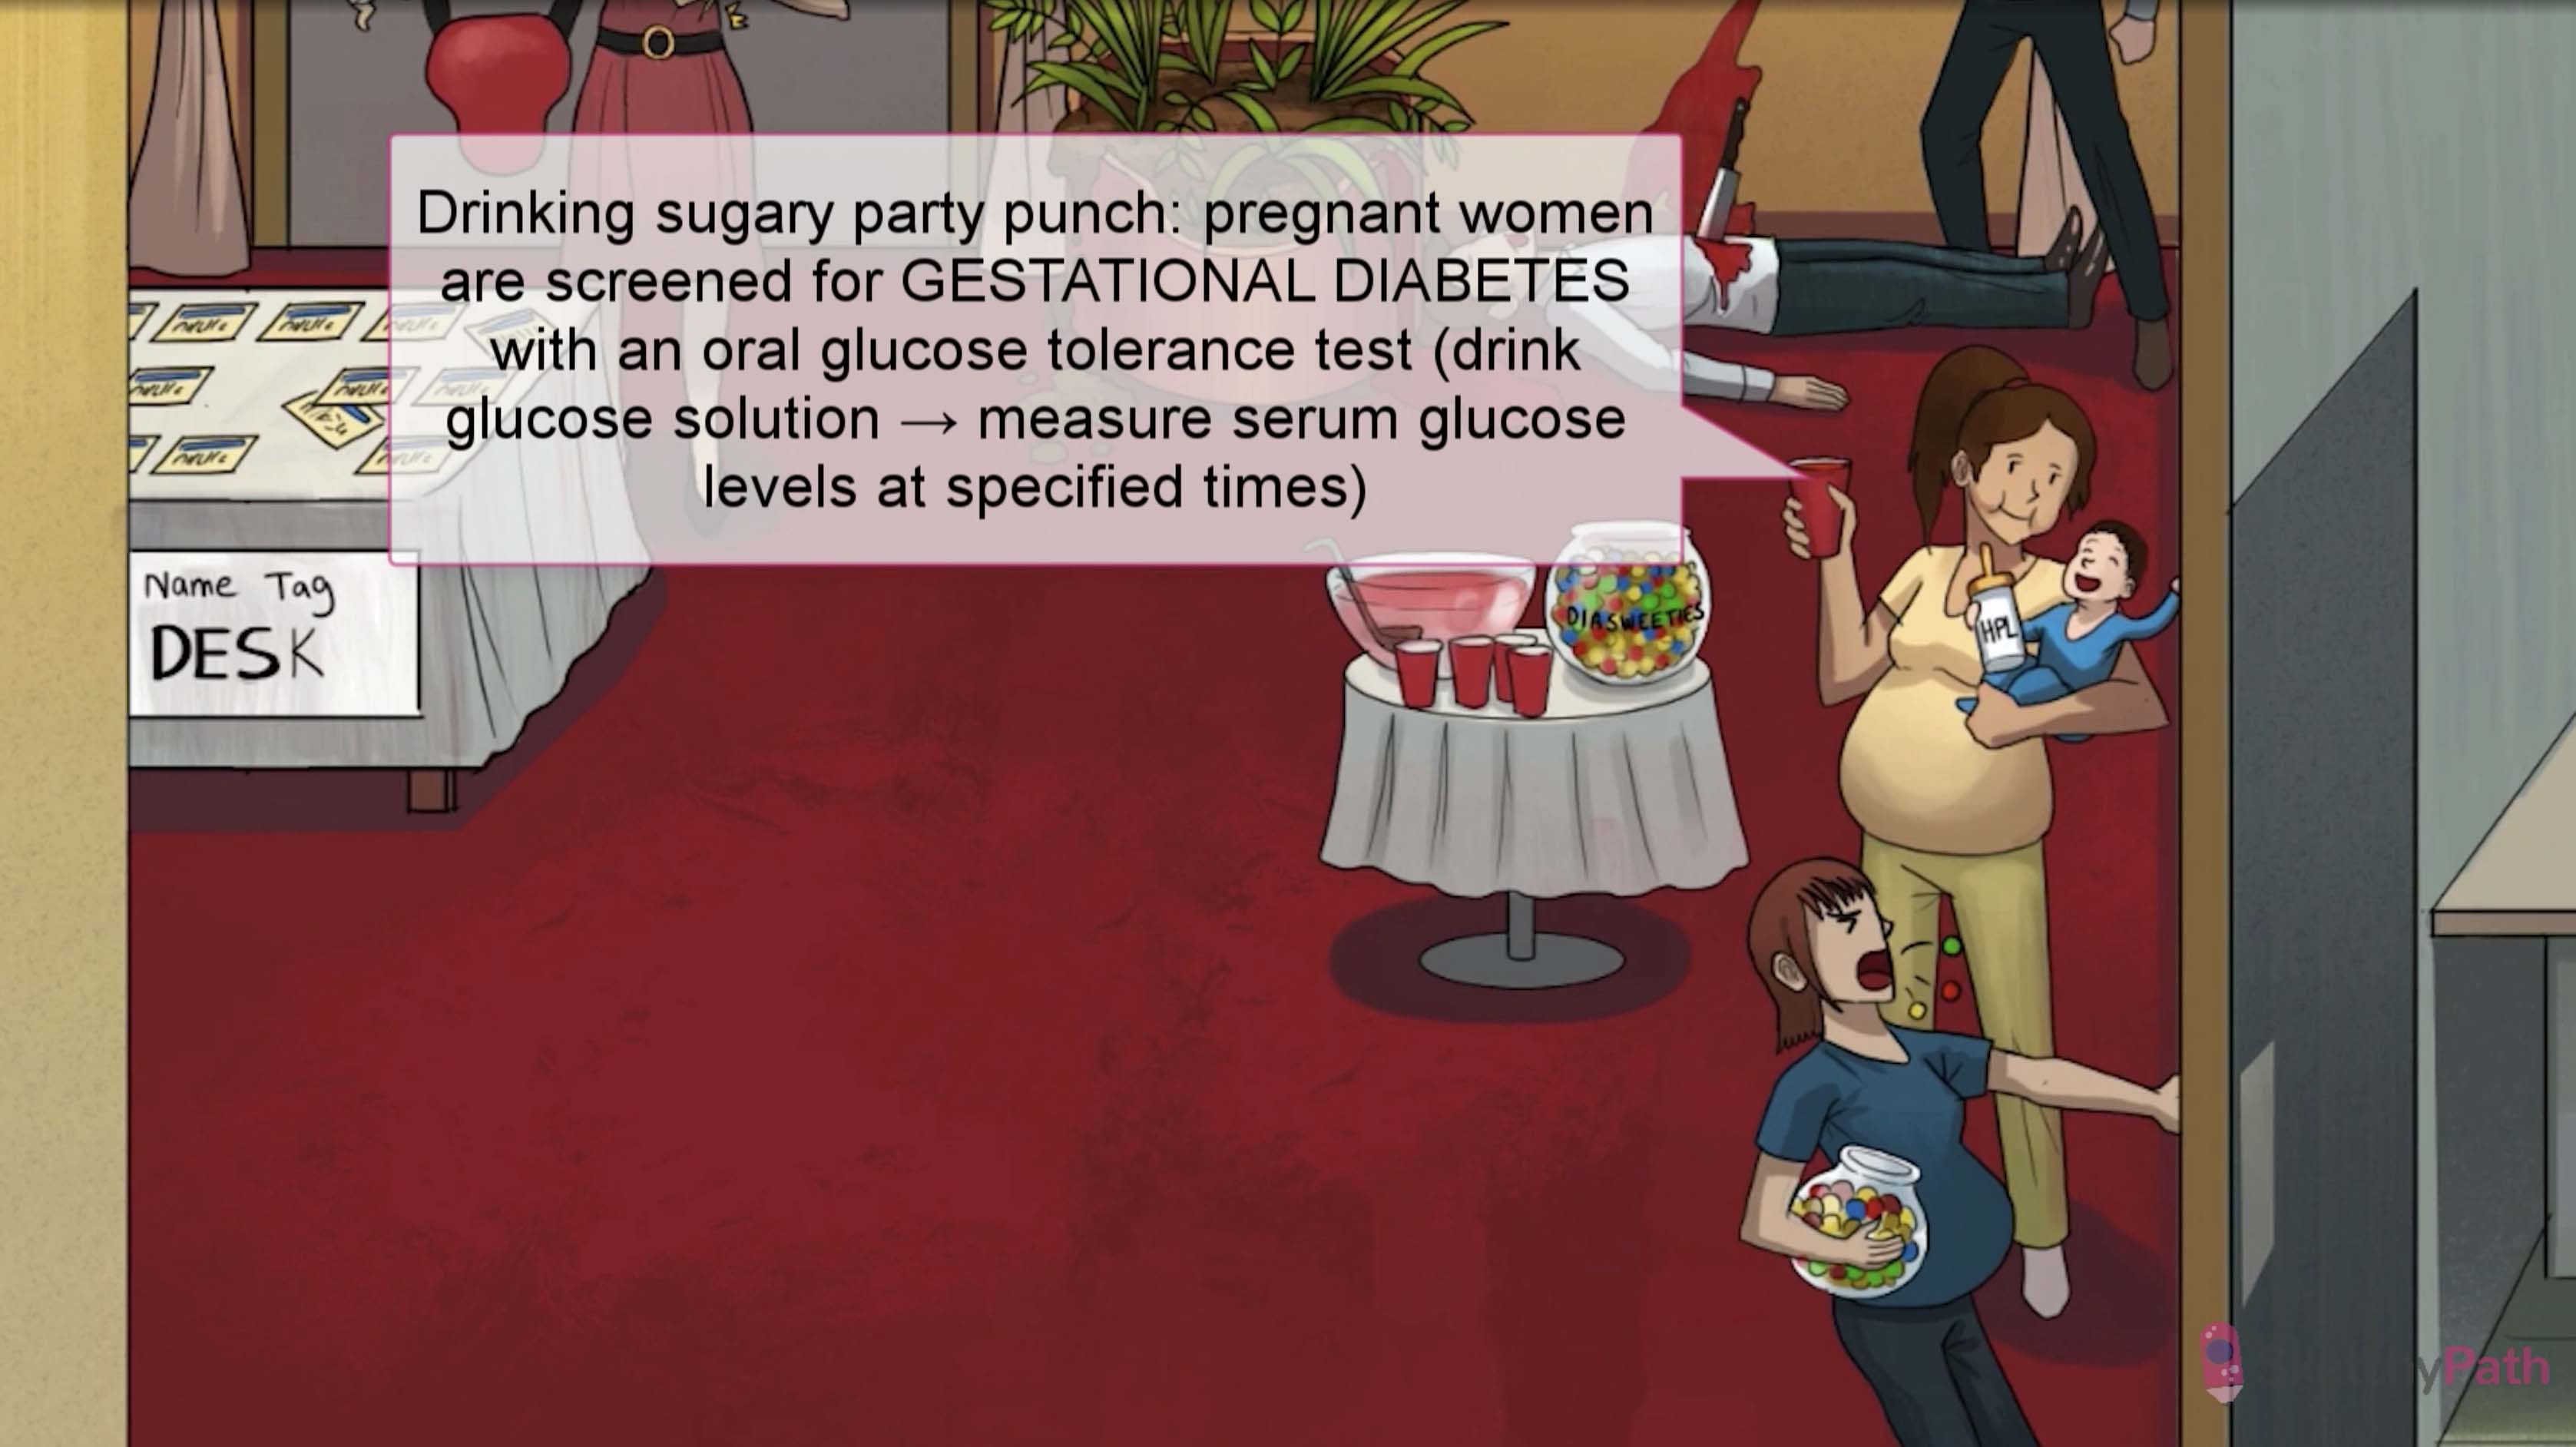 Drinking sugary party punch: pregnant women
are screened for GESTATIONAL DIABETES
with an oral glucose tolerance test (drink
glucose solution → measure serum glucose
levels at specified times)
Name Tag
DESK
DIASWEETIES
HPL
yPath